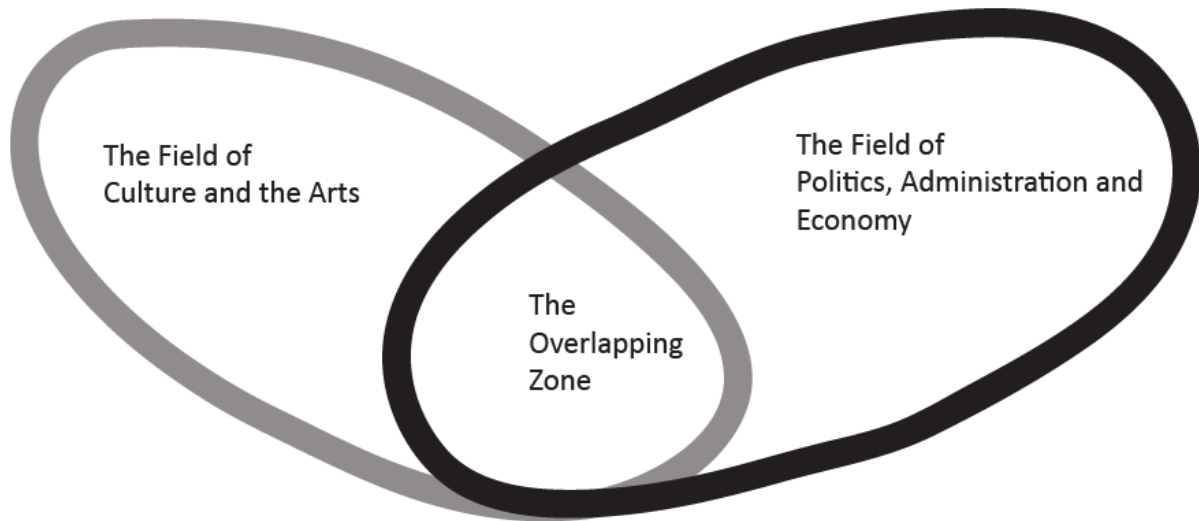 The Field of
Culture and the Arts
The Field of
Politics, Administration and
Economy
The
Overlapping
Zone